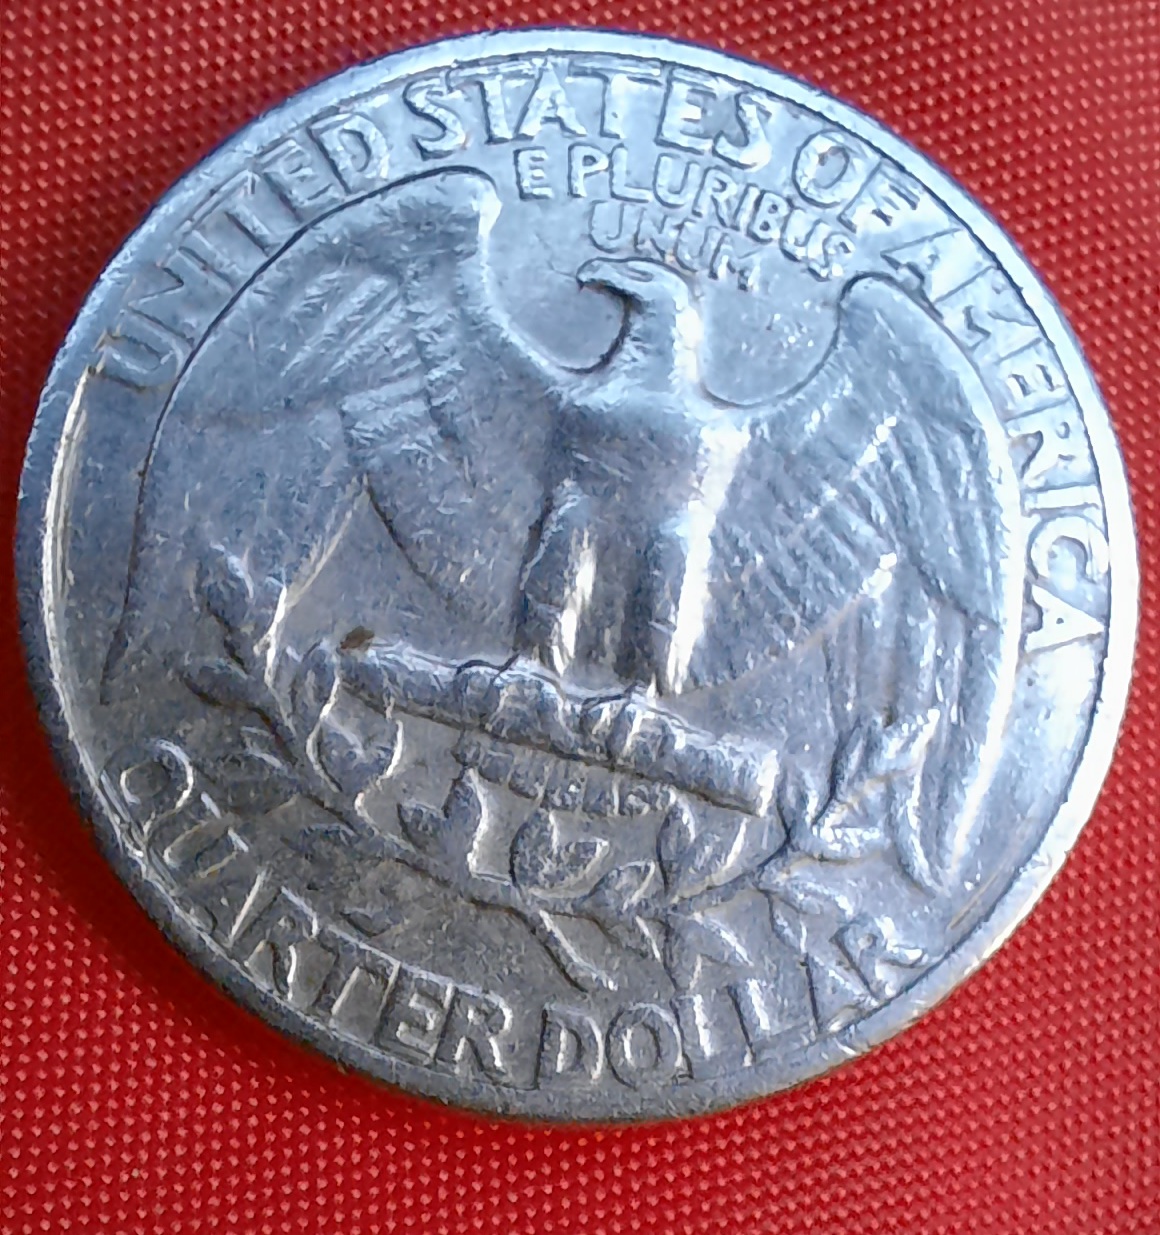 UNITED STATES OF AMERICA
E PLURIBUS
UNUM
QUARTER DOLLAR